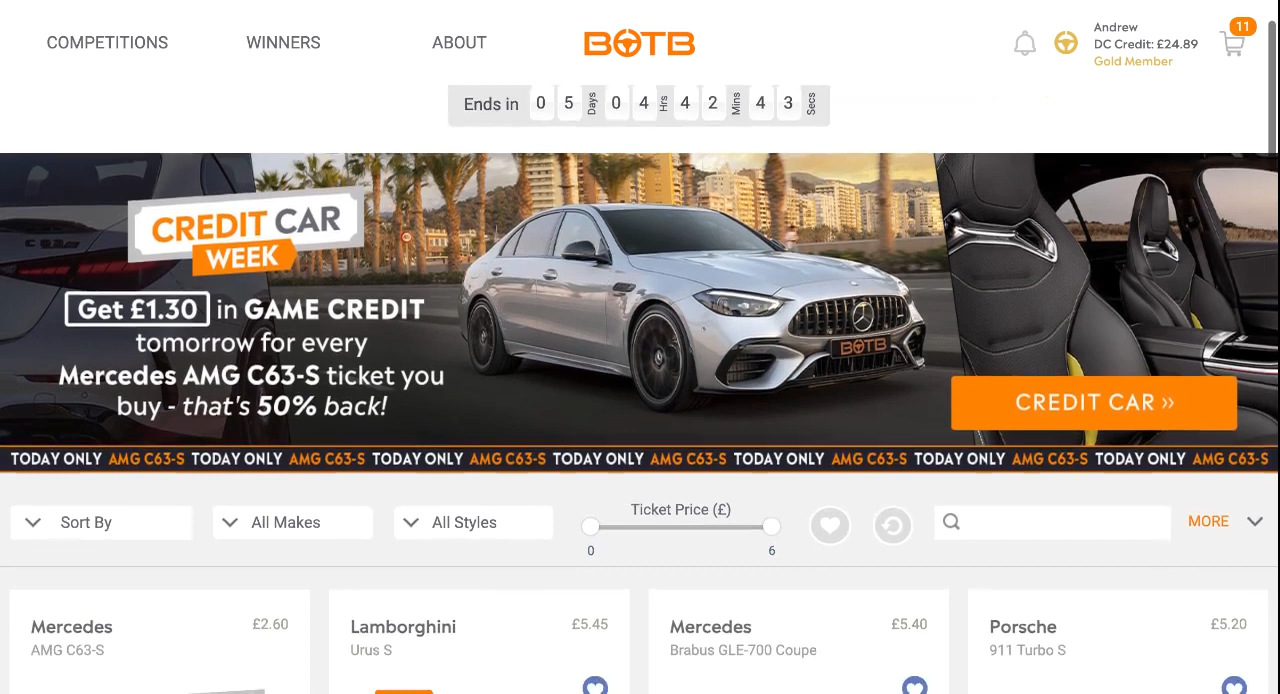 COMPETITIONS WINNERS ABOUT BOTB Andrew 11
DC Credit: £24.89
Gold Member
Ends in 0 5 Days 0 4 Hrs 4 2 Mins 4 3 Secs
CREDIT CAR
WEEK
Get £1.30 in GAME CREDIT
tomorrow for every
Mercedes AMG C63-S ticket you
buy - that's 50% back!
BOTB
CREDIT CAR »
TODAY ONLY AMG C63-S TODAY ONLY AMG C63-S TODAY ONLY AMG C63-S TODAY ONLY AMG C63-S TODAY ONLY AMG C63-S TODAY ONLY AMG C63-S TODAY ONLY AMG C63-S
Sort By All Makes All Styles Ticket Price (£) MORE
0 6
Mercedes £2.60
AMG C63-S
Lamborghini £5.45
Urus S
Mercedes £5.40
Brabus GLE-700 Coupe
Porsche £5.20
911 Turbo S